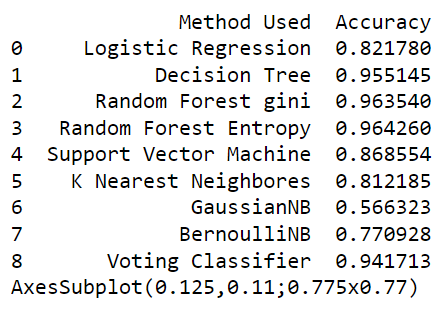 Method Used Accuracy
0 Logistic Regression 0.821780
1 Decision Tree 0.955145
2 Random Forest gini 0.963540
3 Random Forest Entropy 0.964260
4 Support Vector Machine 0.868554
5 K Nearest Neighbores 0.812185
6 GaussianNB 0.566323
7 BernoulliNB 0.770928
8 Voting Classifier 0.941713
AxesSubplot(0.125,0.11;0.775x0.77)